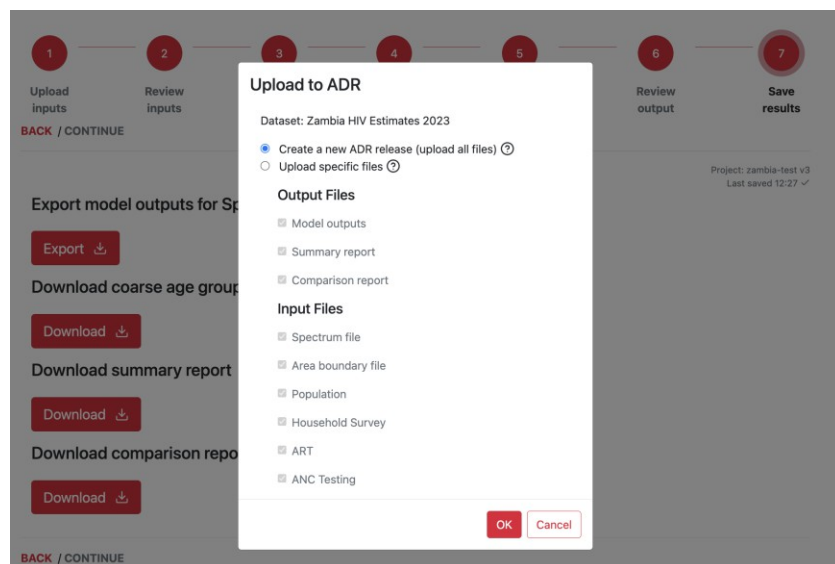 1
2
3
4
5
6
7
Upload inputs
Review inputs
Review output
Save results
BACK / CONTINUE
Project: zambia-test v3
Last saved 12:27
Export model outputs for Sp
Export
Download coarse age group
Download
Download summary report
Download
Download comparison repo
Download
BACK / CONTINUE
Upload to ADR
Dataset: Zambia HIV Estimates 2023
Create a new ADR release (upload all files)
Upload specific files
Output Files
Model outputs
Summary report
Comparison report
Input Files
Spectrum file
Area boundary file
Population
Household Survey
ART
ANC Testing
OK
Cancel